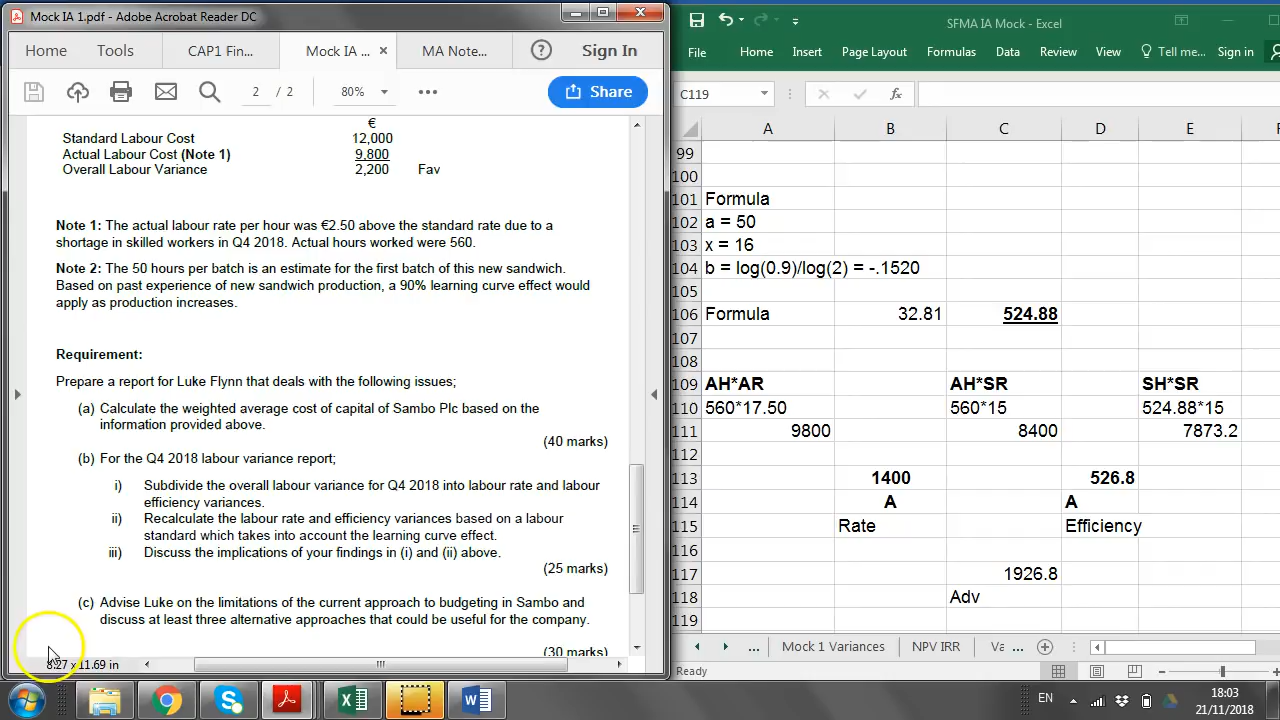 Mock IA 1.pdf - Adobe Acrobat Reader DC
Home Tools CAP1 Fin... Mock IA ... × MA Note... ? Sign In
2 / 2 80% Share
€
Standard Labour Cost 12,000
Actual Labour Cost (Note 1) 9,800
Overall Labour Variance 2,200 Fav
Note 1: The actual labour rate per hour was €2.50 above the standard rate due to a
shortage in skilled workers in Q4 2018. Actual hours worked were 560.
Note 2: The 50 hours per batch is an estimate for the first batch of this new sandwich.
Based on past experience of new sandwich production, a 90% learning curve effect would
apply as production increases.
Requirement:
Prepare a report for Luke Flynn that deals with the following issues;
(a) Calculate the weighted average cost of capital of Sambo Plc based on the
information provided above.
(40 marks)
(b) For the Q4 2018 labour variance report;
i) Subdivide the overall labour variance for Q4 2018 into labour rate and labour
efficiency variances.
ii) Recalculate the labour rate and efficiency variances based on a labour
standard which takes into account the learning curve effect.
iii) Discuss the implications of your findings in (i) and (ii) above.
(25 marks)
(c) Advise Luke on the limitations of the current approach to budgeting in Sambo and
discuss at least three alternative approaches that could be useful for the company.
(30 marks)
8.27 x 11.69 in
SFMA IA Mock - Excel
File Home Insert Page Layout Formulas Data Review View Tell me... Sign in
C119 fx
A B C D E F
99
100
101 Formula
102 a = 50
103 x = 16
104 b = log(0.9)/log(2) = -.1520
105
106 Formula 32.81 524.88
107
108
109 AH*AR AH*SR SH*SR
110 560*17.50 560*15 524.88*15
111 9800 8400 7873.2
112
113 1400 526.8
114 A A
115 Rate Efficiency
116
117 1926.8
118 Adv
119
... Mock 1 Variances NPV IRR Va ...
Ready
EN 18:03
21/11/2018